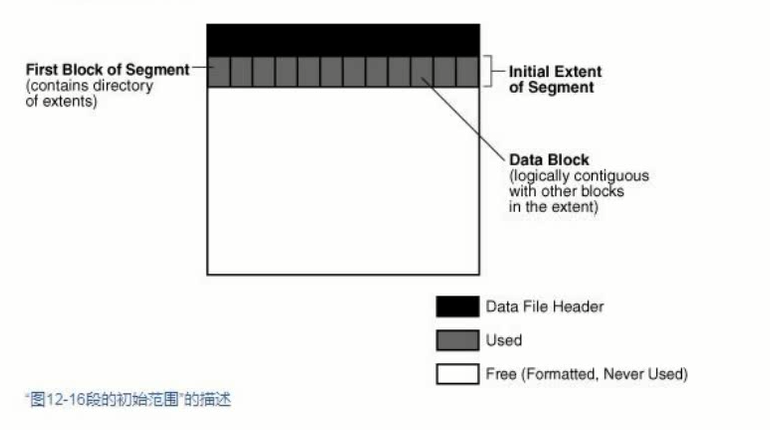 First Block of Segment
(contains directory
of extents)
Initial Extent
of Segment
Data Block
(logically contiguous
with other blocks
in the extent)
Data File Header
Used
Free (Formatted, Never Used)
“图12-16段的初始范围”的描述